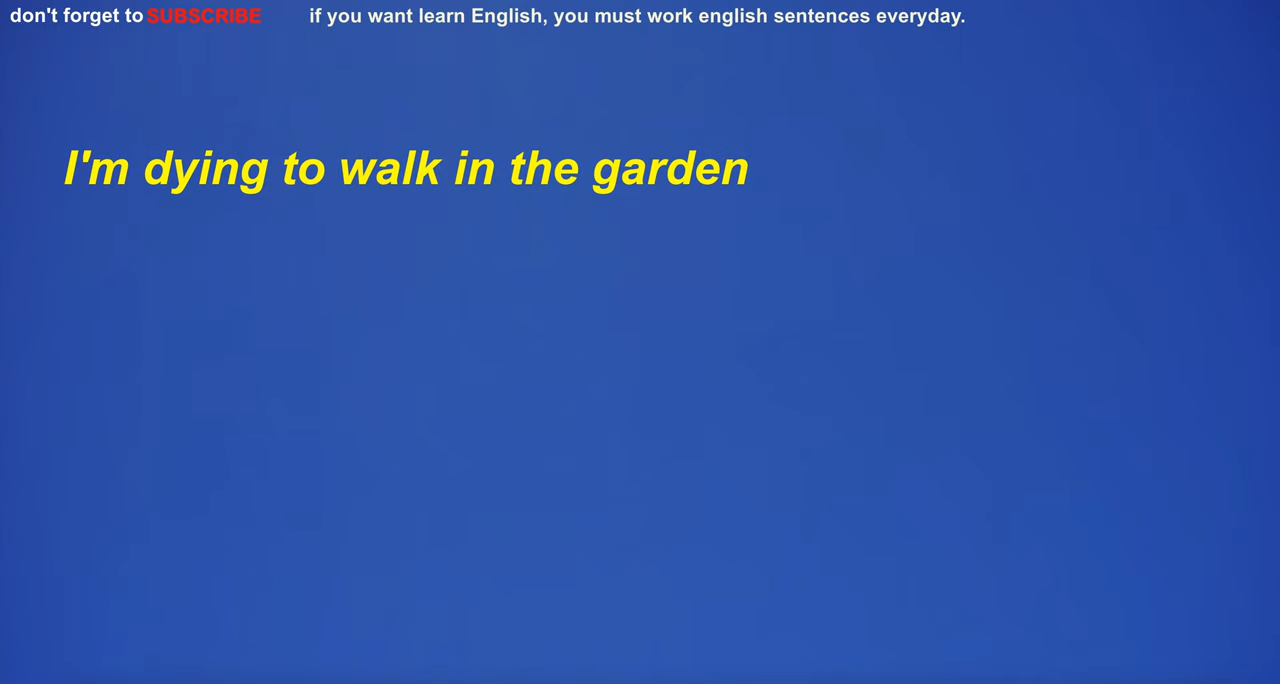 don't forget to SUBSCRIBE if you want learn English, you must work english sentences everyday.
I'm dying to walk in the garden